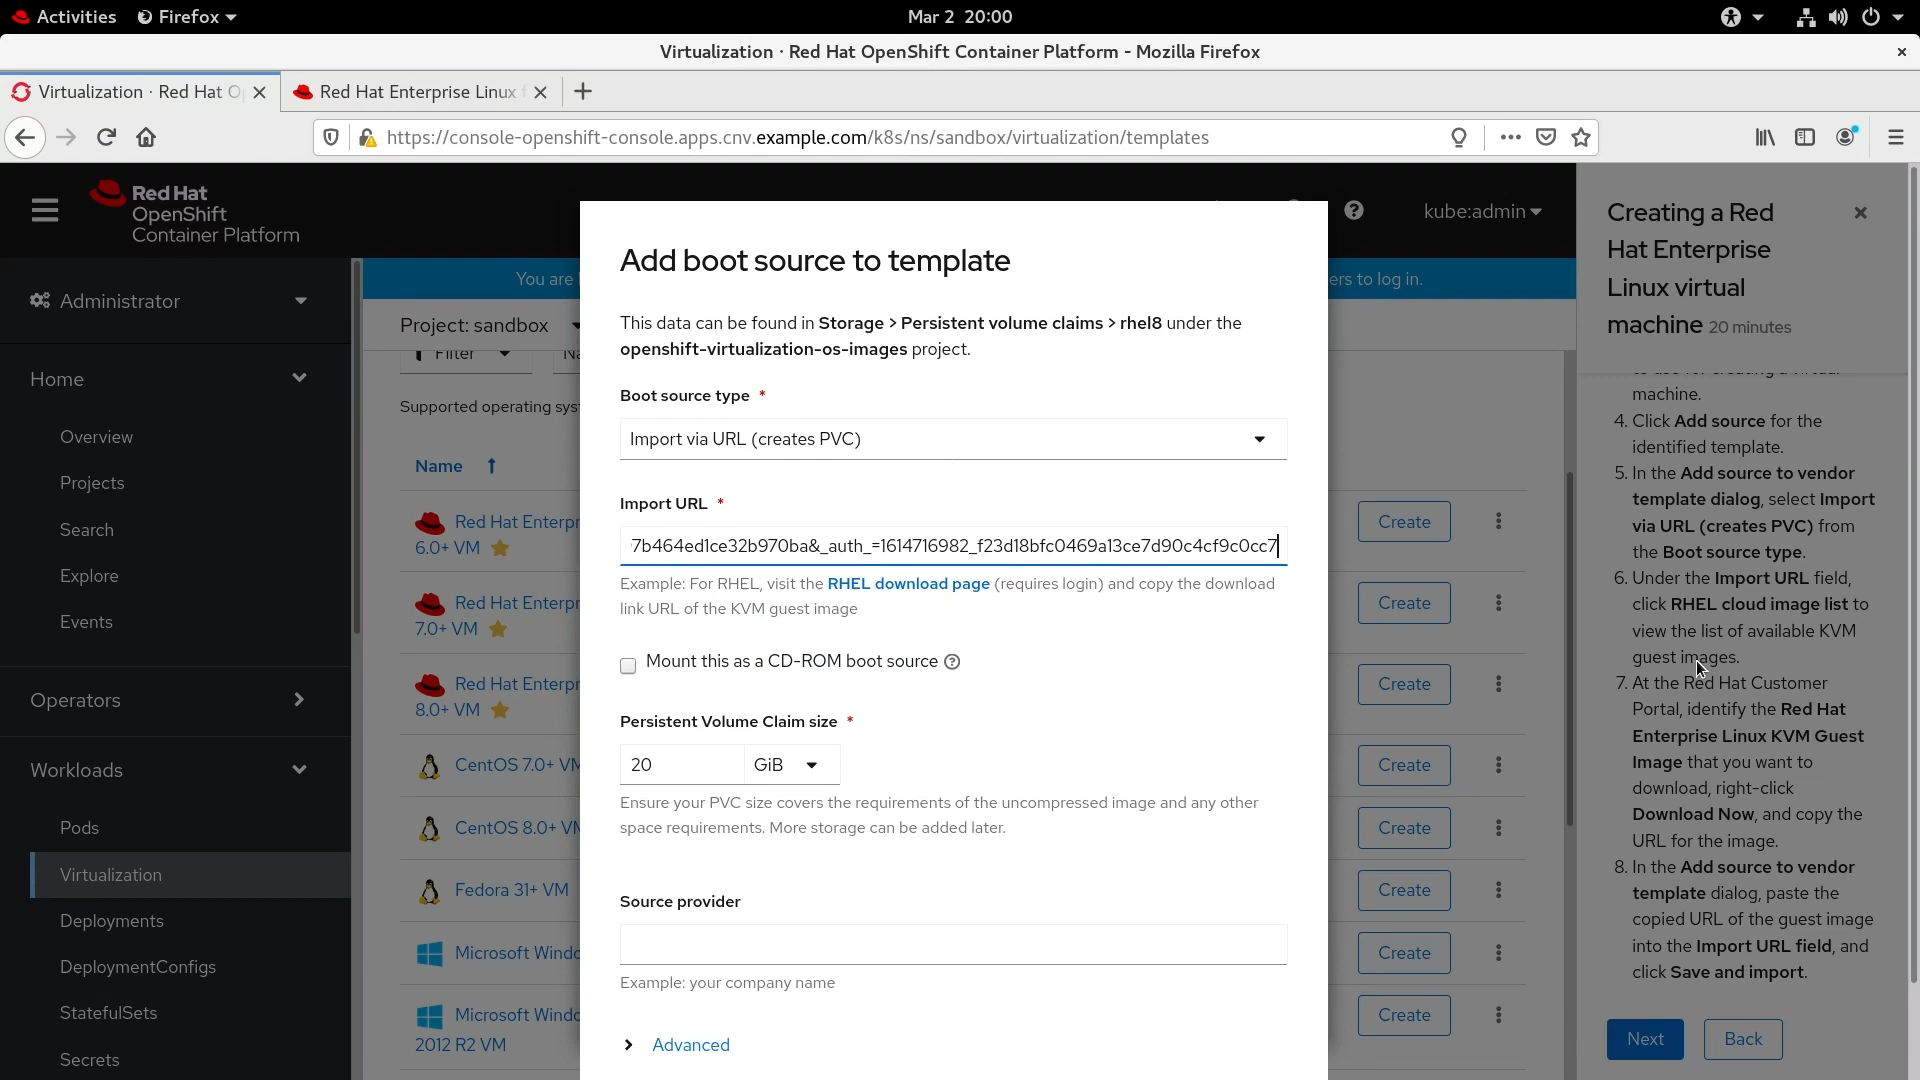 Activities
Firefox
Mar 2 20:00
Virtualization · Red Hat OpenShift Container Platform - Mozilla Firefox
Virtualization · Red Hat O
Red Hat Enterprise Linux
https://console-openshift-console.apps.cnv.example.com/k8s/ns/sandbox/virtualization/templates
Red Hat
OpenShift
Container Platform
kube:admin
You are
ers to log in.
Administrator
Home
Overview
Projects
Search
Explore
Events
Operators
Workloads
Pods
Virtualization
Deployments
DeploymentConfigs
StatefulSets
Secrets
Project: sandbox
Filter
Na
Supported operating sys
Name
Red Hat Enterpr
6.0+ VM
Create
Red Hat Enterpr
7.0+ VM
Create
Red Hat Enterpr
8.0+ VM
Create
CentOS 7.0+ VM
Create
CentOS 8.0+ VM
Create
Fedora 31+ VM
Create
Microsoft Windo
Create
Microsoft Windo
2012 R2 VM
Create
Add boot source to template
This data can be found in Storage > Persistent volume claims > rhel8 under the
openshift-virtualization-os-images project.
Boot source type *
Import via URL (creates PVC)
Import URL *
7b464ed1ce32b970ba&_auth_=1614716982_f23d18bfc0469a13ce7d90c4cf9c0cc7
Example: For RHEL, visit the RHEL download page (requires login) and copy the download
link URL of the KVM guest image
Mount this as a CD-ROM boot source
Persistent Volume Claim size *
20
GiB
Ensure your PVC size covers the requirements of the uncompressed image and any other
space requirements. More storage can be added later.
Source provider
Example: your company name
Advanced
Creating a Red
Hat Enterprise
Linux virtual
machine 20 minutes
machine.
4. Click Add source for the
identified template.
5. In the Add source to vendor
template dialog, select Import
via URL (creates PVC) from
the Boot source type.
6. Under the Import URL field,
click RHEL cloud image list to
view the list of available KVM
guest images.
7. At the Red Hat Customer
Portal, identify the Red Hat
Enterprise Linux KVM Guest
Image that you want to
download, right-click
Download Now, and copy the
URL for the image.
8. In the Add source to vendor
template dialog, paste the
copied URL of the guest image
into the Import URL field, and
click Save and import.
Next
Back